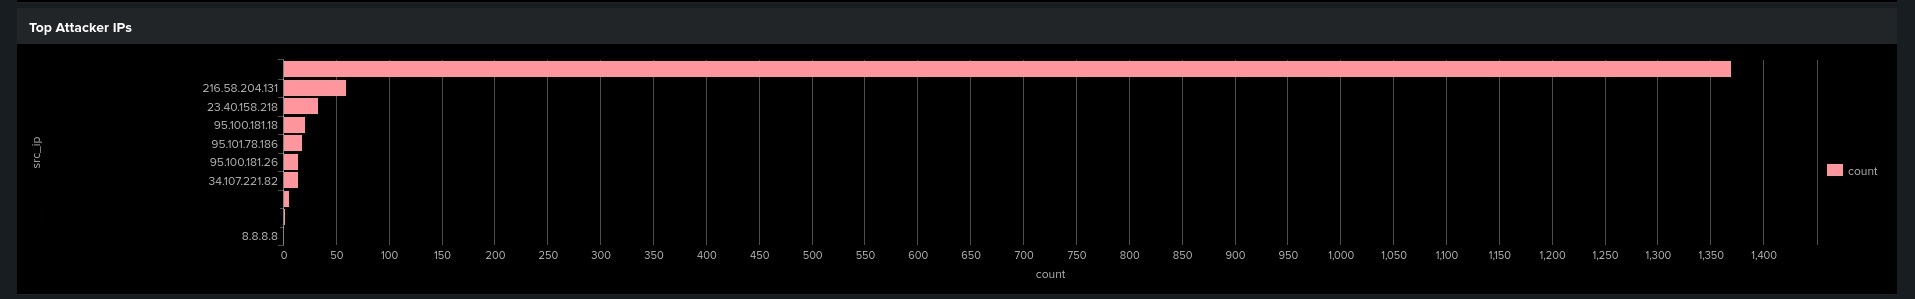 Top Attacker IPs
216.58.204.131
23.40.158.218
95.100.181.18
95.101.78.186
95.100.181.26
34.107.221.82
8.8.8.8
src_ip
0 50 100 150 200 250 300 350 400 450 500 550 600 650 700 750 800 850 900 950 1,000 1,050 1,100 1,150 1,200 1,250 1,300 1,350 1,400
count
count